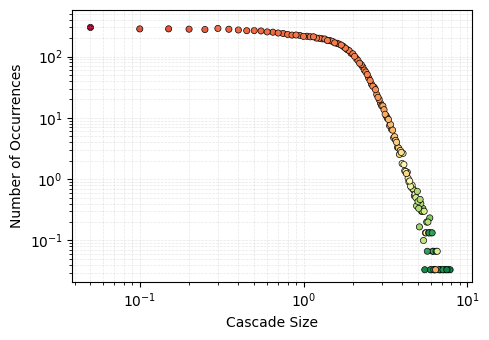 Number of Occurrences
10²
10¹
10⁰
10⁻¹
10⁻¹ 10⁰ 10¹
Cascade Size